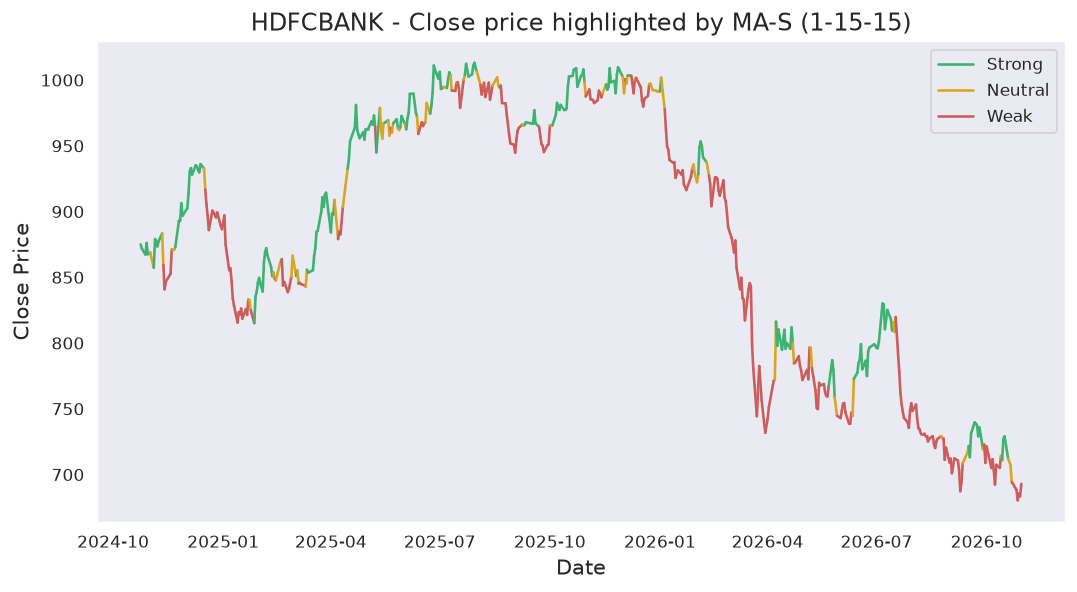 HDFCBANK - Close price highlighted by MA-S (1-15-15)
Strong
Neutral
Weak
Close Price
1000
950
900
850
800
750
700
2024-10 2025-01 2025-04 2025-07 2025-10 2026-01 2026-04 2026-07 2026-10
Date